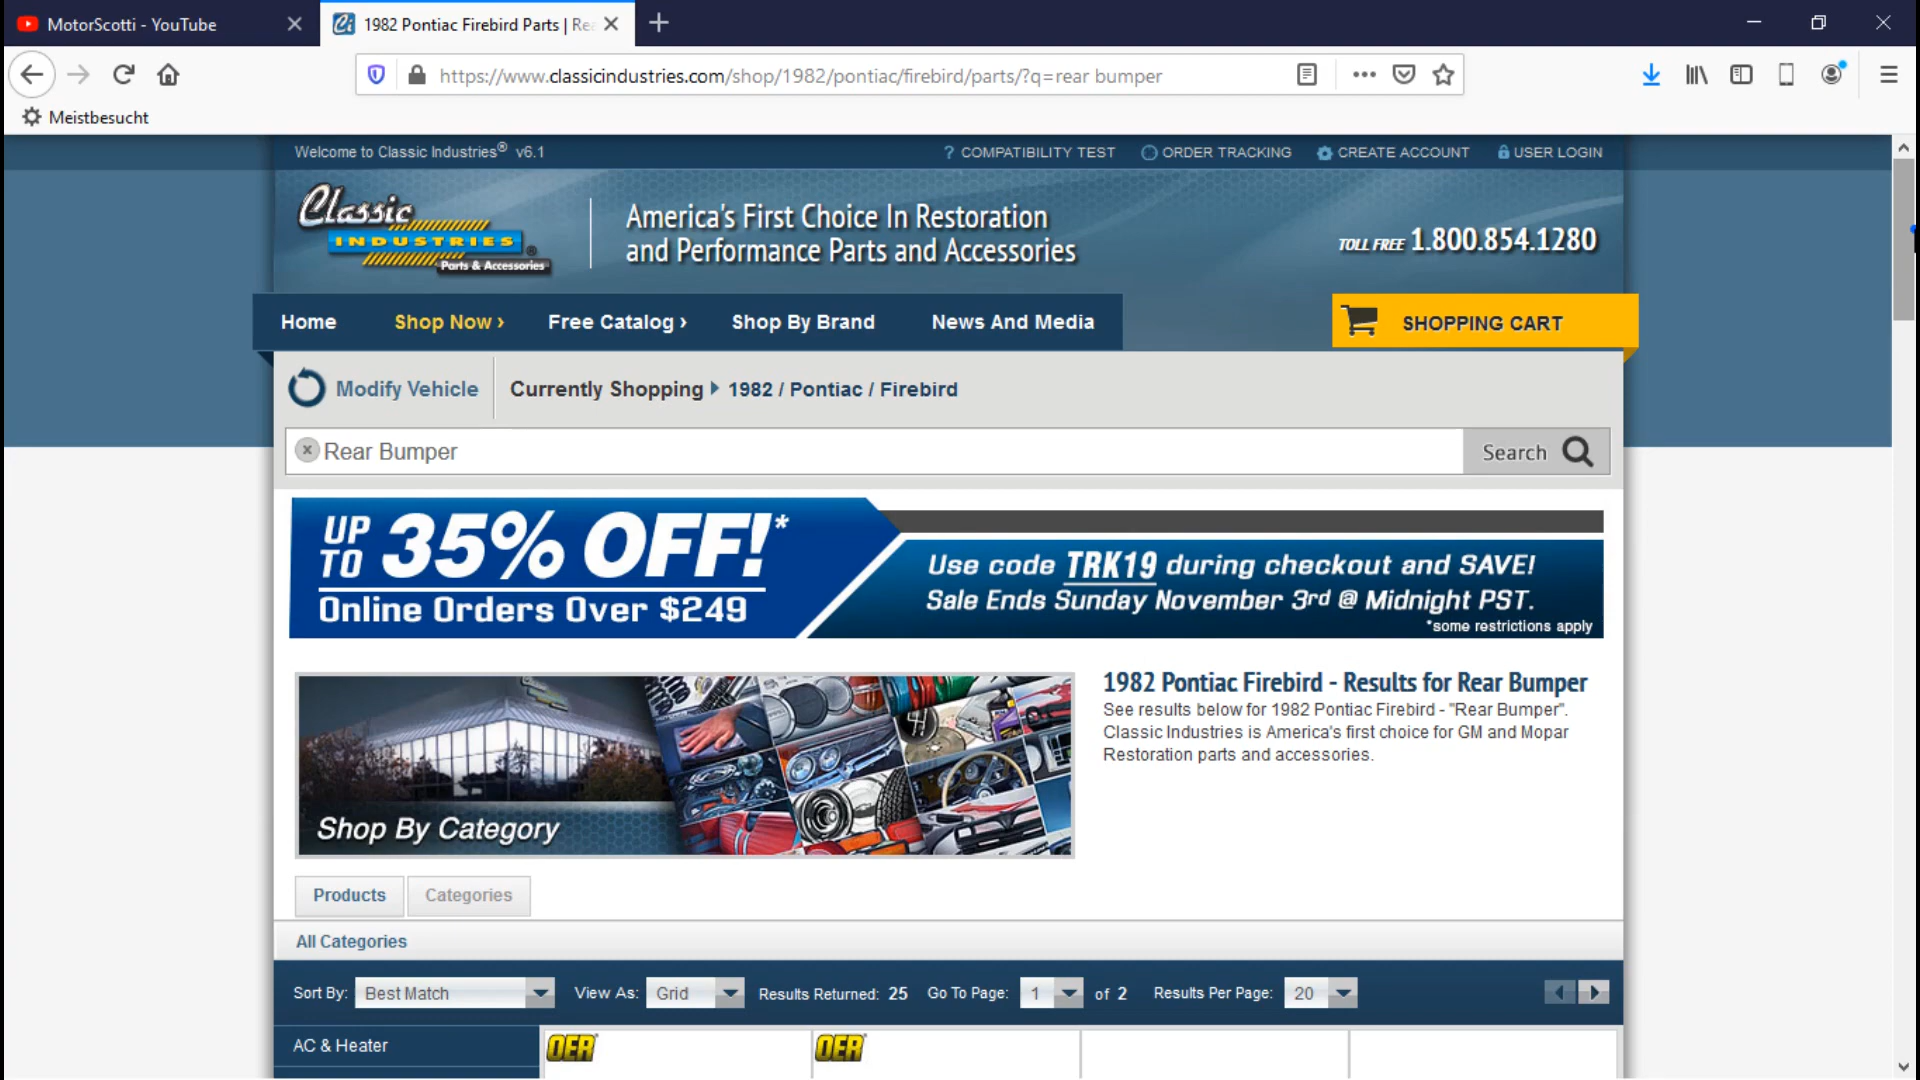 MotorScotti - YouTube
1982 Pontiac Firebird Parts | Re
https://www.classicindustries.com/shop/1982/pontiac/firebird/parts/?q=rear bumper
Meistbesucht
Welcome to Classic Industries® v6.1
? COMPATIBILITY TEST
ORDER TRACKING
CREATE ACCOUNT
USER LOGIN
Classic
INDUSTRIES®
Parts & Accessories
America's First Choice In Restoration
and Performance Parts and Accessories
TOLL FREE 1.800.854.1280
Home
Shop Now ›
Free Catalog ›
Shop By Brand
News And Media
SHOPPING CART
Modify Vehicle
Currently Shopping 1982 / Pontiac / Firebird
Rear Bumper
Search
UP TO 35% OFF!*
Online Orders Over $249
Use code TRK19 during checkout and SAVE!
Sale Ends Sunday November 3rd @ Midnight PST.
*some restrictions apply
Shop By Category
1982 Pontiac Firebird - Results for Rear Bumper
See results below for 1982 Pontiac Firebird - "Rear Bumper".
Classic Industries is America's first choice for GM and Mopar
Restoration parts and accessories.
Products
Categories
All Categories
Sort By: Best Match View As: Grid Results Returned: 25 Go To Page: 1 of 2 Results Per Page: 20
AC & Heater
OER
OER